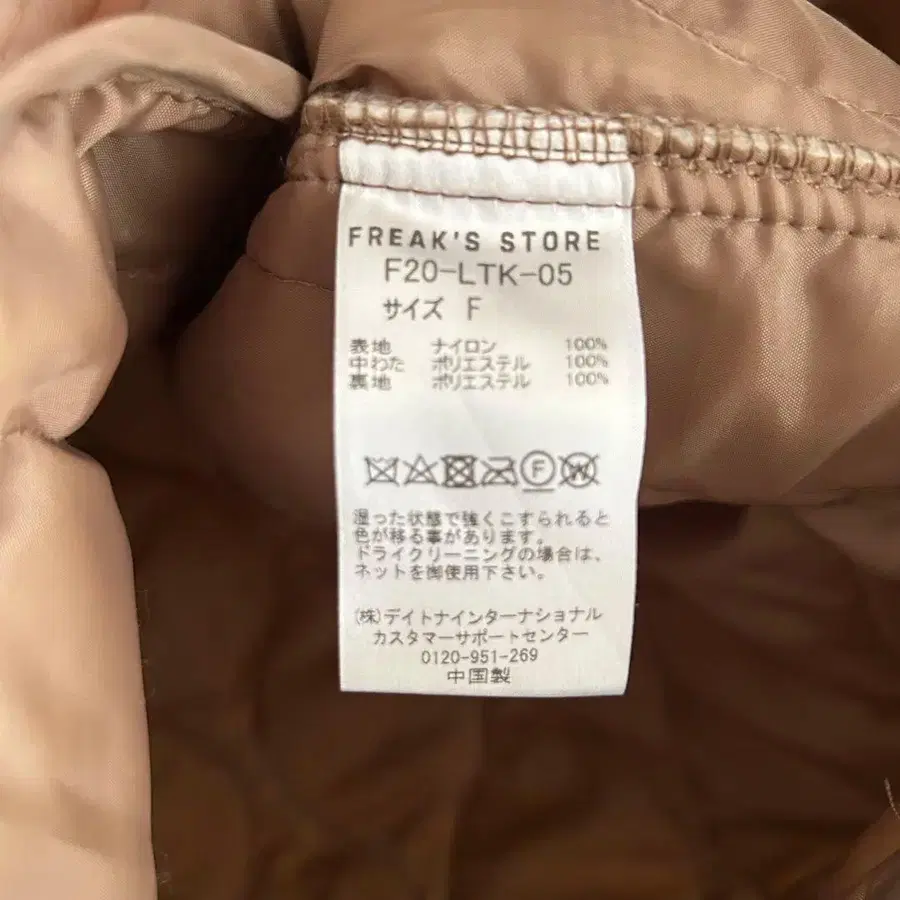 FREAK'S STORE
F20-LTK-05
サイズ F
表地 ナイロン 100%
中わた ポリエステル 100%
裏地 ポリエステル 100%
F W
湿った状態で強くこすられると
色が移る事があります。
ドライクリーニングの場合は、
ネットを御使用下さい。
(株)デイトナインターナショナル
カスタマーサポートセンター
0120-951-269
中国製